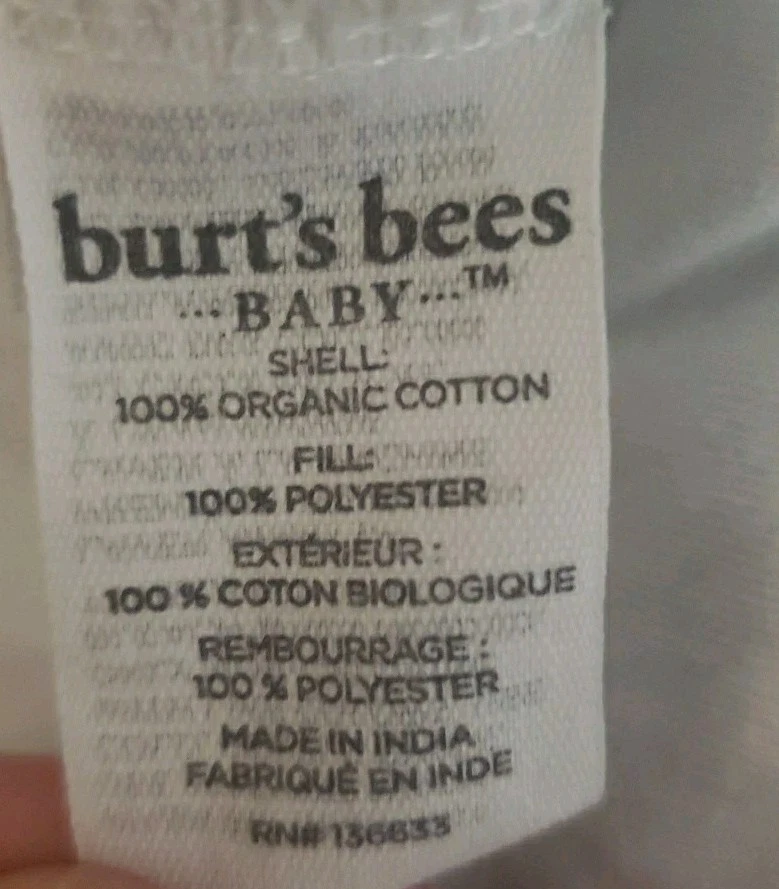 burt's bees
...BABY...™
SHELL:
100% ORGANIC COTTON
FILL:
100% POLYESTER
EXTÉRIEUR :
100 % COTON BIOLOGIQUE
REMBOURRAGE :
100 % POLYESTER
MADE IN INDIA
FABRIQUÉ EN INDE
RN# 136633